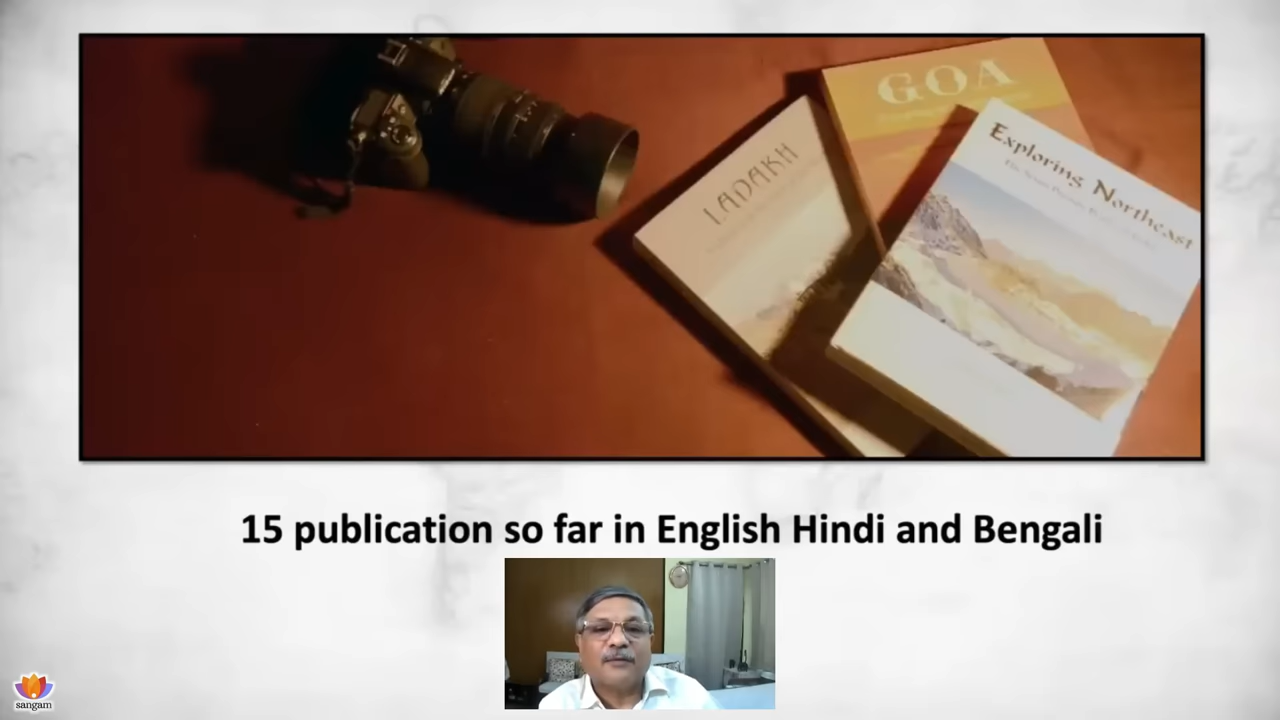 GOA
LADAKH
Exploring Northeast
15 publication so far in English Hindi and Bengali
sangam